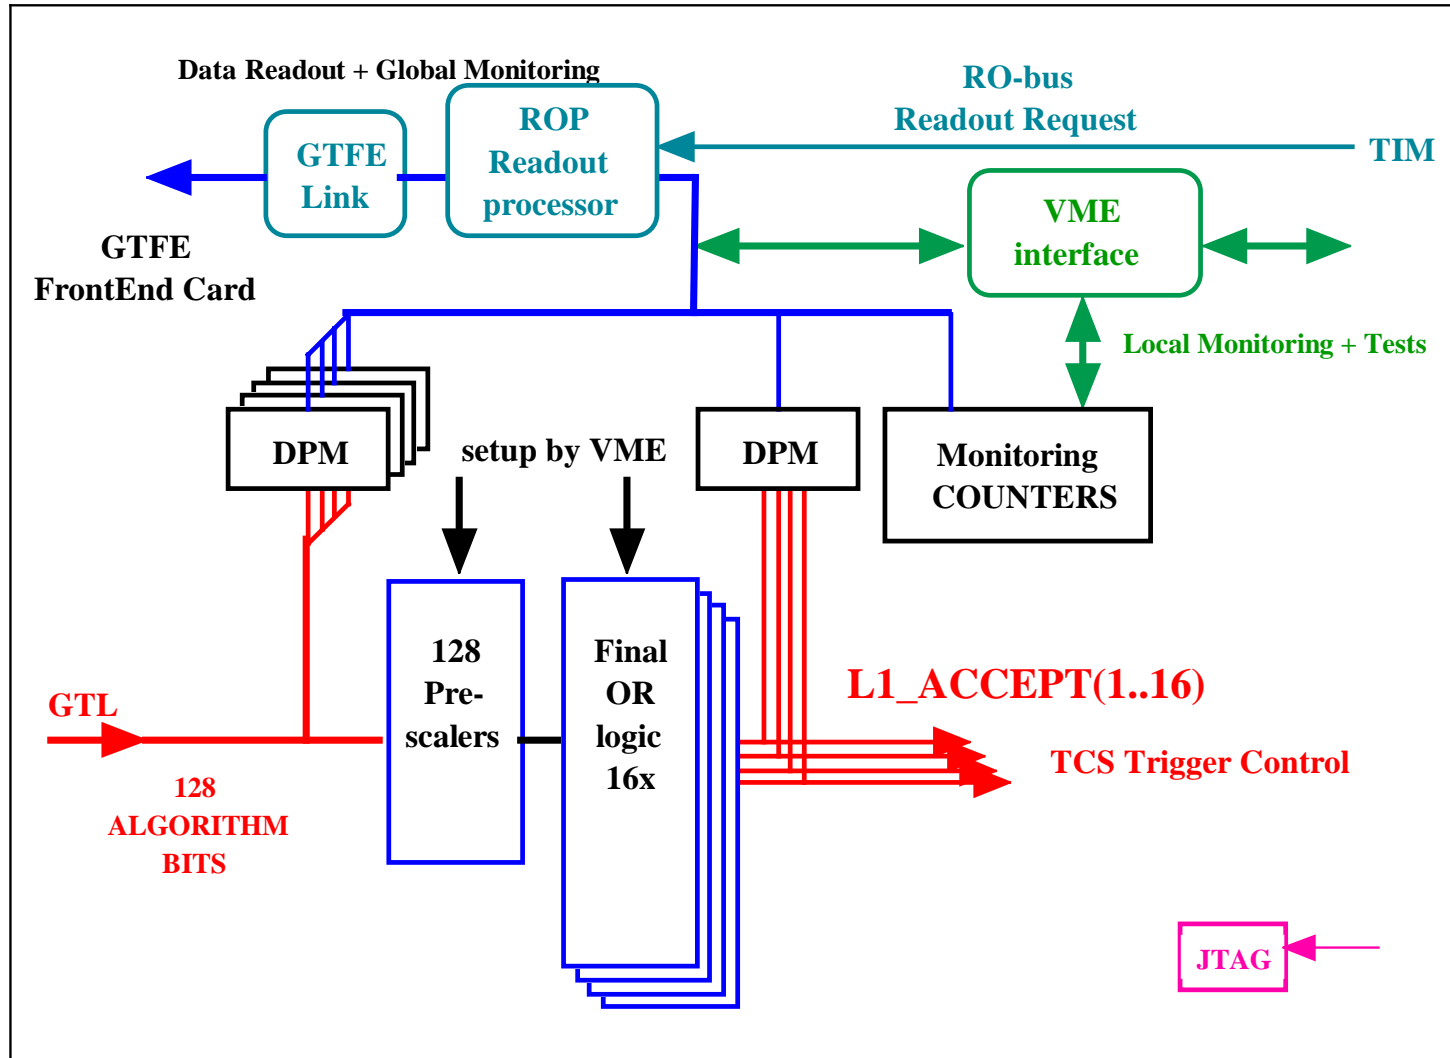 Data Readout + Global Monitoring
RO-bus
Readout Request
TIM
ROP
Readout
processor
GTFE
Link
GTFE
FrontEnd Card
VME
interface
Local Monitoring + Tests
DPM
setup by VME
DPM
Monitoring
COUNTERS
128
Pre-
scalers
Final
OR
logic
16x
L1_ACCEPT(1..16)
TCS Trigger Control
GTL
128
ALGORITHM
BITS
JTAG